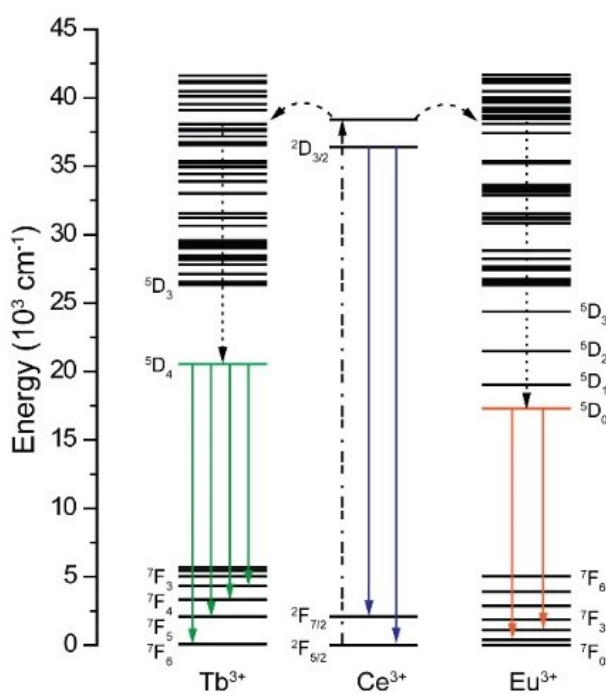 Energy (10³ cm⁻¹)
45
40
35
30
25
20
15
10
5
0
⁵D₃
⁵D₄
⁷F₃
⁷F₄
⁷F₅
⁷F₆
Tb³⁺
²D₃/₂
²F₇/₂
²F₅/₂
Ce³⁺
⁵D₃
⁵D₂
⁵D₁
⁵D₀
⁷F₆
⁷F₃
⁷F₀
Eu³⁺